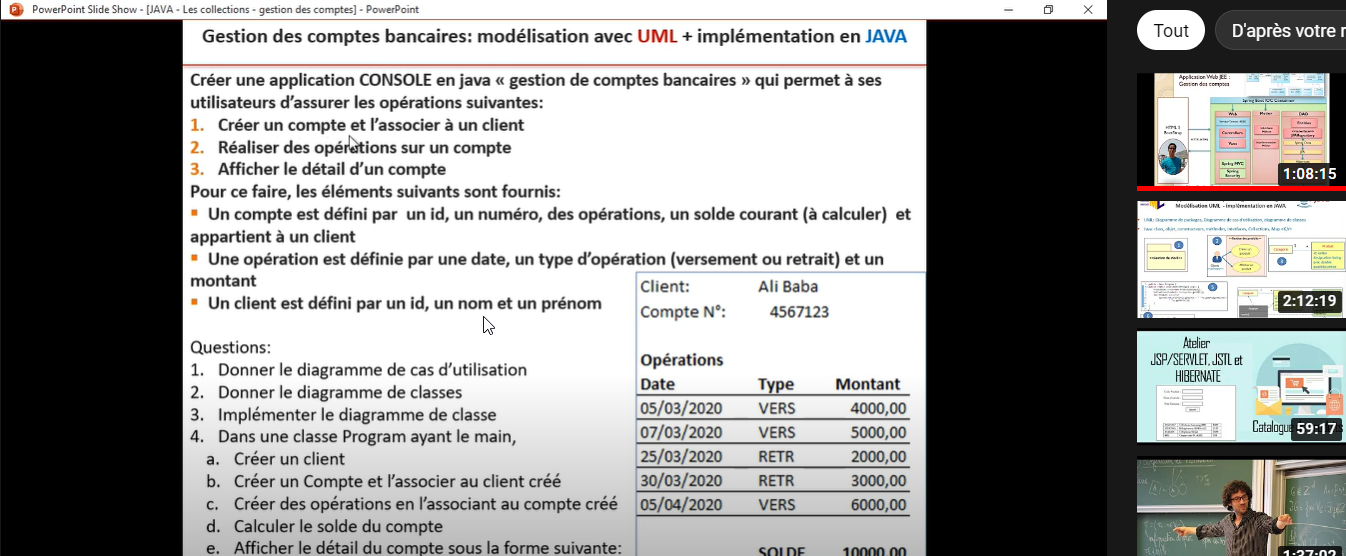 PowerPoint Slide Show - [JAVA - Les collections - gestion des comptes] - PowerPoint
Gestion des comptes bancaires: modélisation avec UML + implémentation en JAVA
Créer une application CONSOLE en java « gestion de comptes bancaires » qui permet à ses
utilisateurs d'assurer les opérations suivantes:
1. Créer un compte et l'associer à un client
2. Réaliser des opérations sur un compte
3. Afficher le détail d'un compte
Pour ce faire, les éléments suivants sont fournis:
▪ Un compte est défini par un id, un numéro, des opérations, un solde courant (à calculer) et
appartient à un client
▪ Une opération est définie par une date, un type d'opération (versement ou retrait) et un
montant
▪ Un client est défini par un id, un nom et un prénom
Questions:
1. Donner le diagramme de cas d'utilisation
2. Donner le diagramme de classes
3. Implémenter le diagramme de classe
4. Dans une classe Program ayant le main,
a. Créer un client
b. Créer un Compte et l'associer au client créé
c. Créer des opérations en l'associant au compte créé
d. Calculer le solde du compte
e. Afficher le détail du compte sous la forme suivante:
Client: Ali Baba
Compte N°: 4567123
Opérations
Date Type Montant
05/03/2020 VERS 4000,00
07/03/2020 VERS 5000,00
25/03/2020 RETR 2000,00
30/03/2020 RETR 3000,00
05/04/2020 VERS 6000,00
SOLDE 10000,00
Tout
D'après votre r
Application Web JEE :
Gestion des comptes
Spring Boot IOC Container
Web
DAO
HTML 5
BootStrap
Spring MVC
Spring
Security
1:08:15
Modélisation UML - implémentation en JAVA
2:12:19
Atelier
JSP/SERVLET, JSTL et
HIBERNATE
59:17
1:37:02